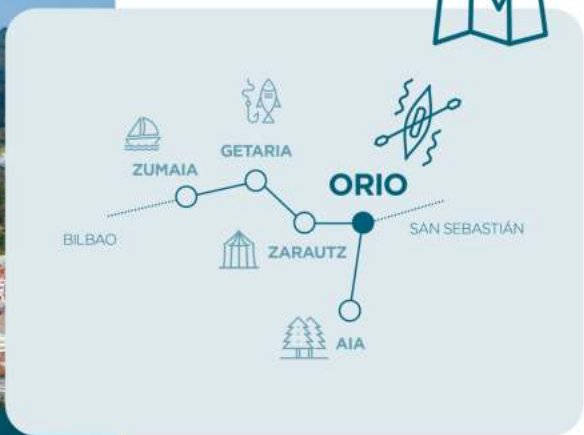 GETARIA
ZUMAIA
ORIO
BILBAO
ZARAUTZ
SAN SEBASTIÁN
AIA